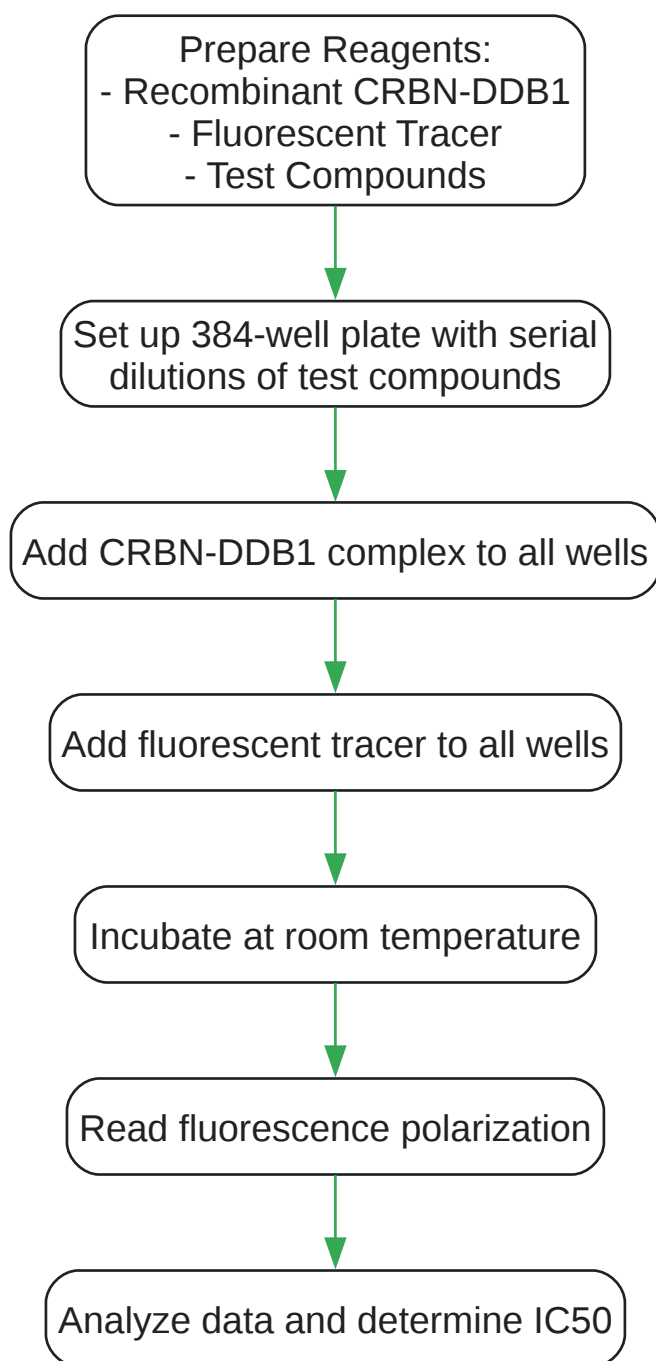 Prepare Reagents:
- Recombinant CRBN-DDB1
- Fluorescent Tracer
- Test Compounds
Set up 384-well plate with serial
dilutions of test compounds
Add CRBN-DDB1 complex to all wells
Add fluorescent tracer to all wells
Incubate at room temperature
Read fluorescence polarization
Analyze data and determine IC50